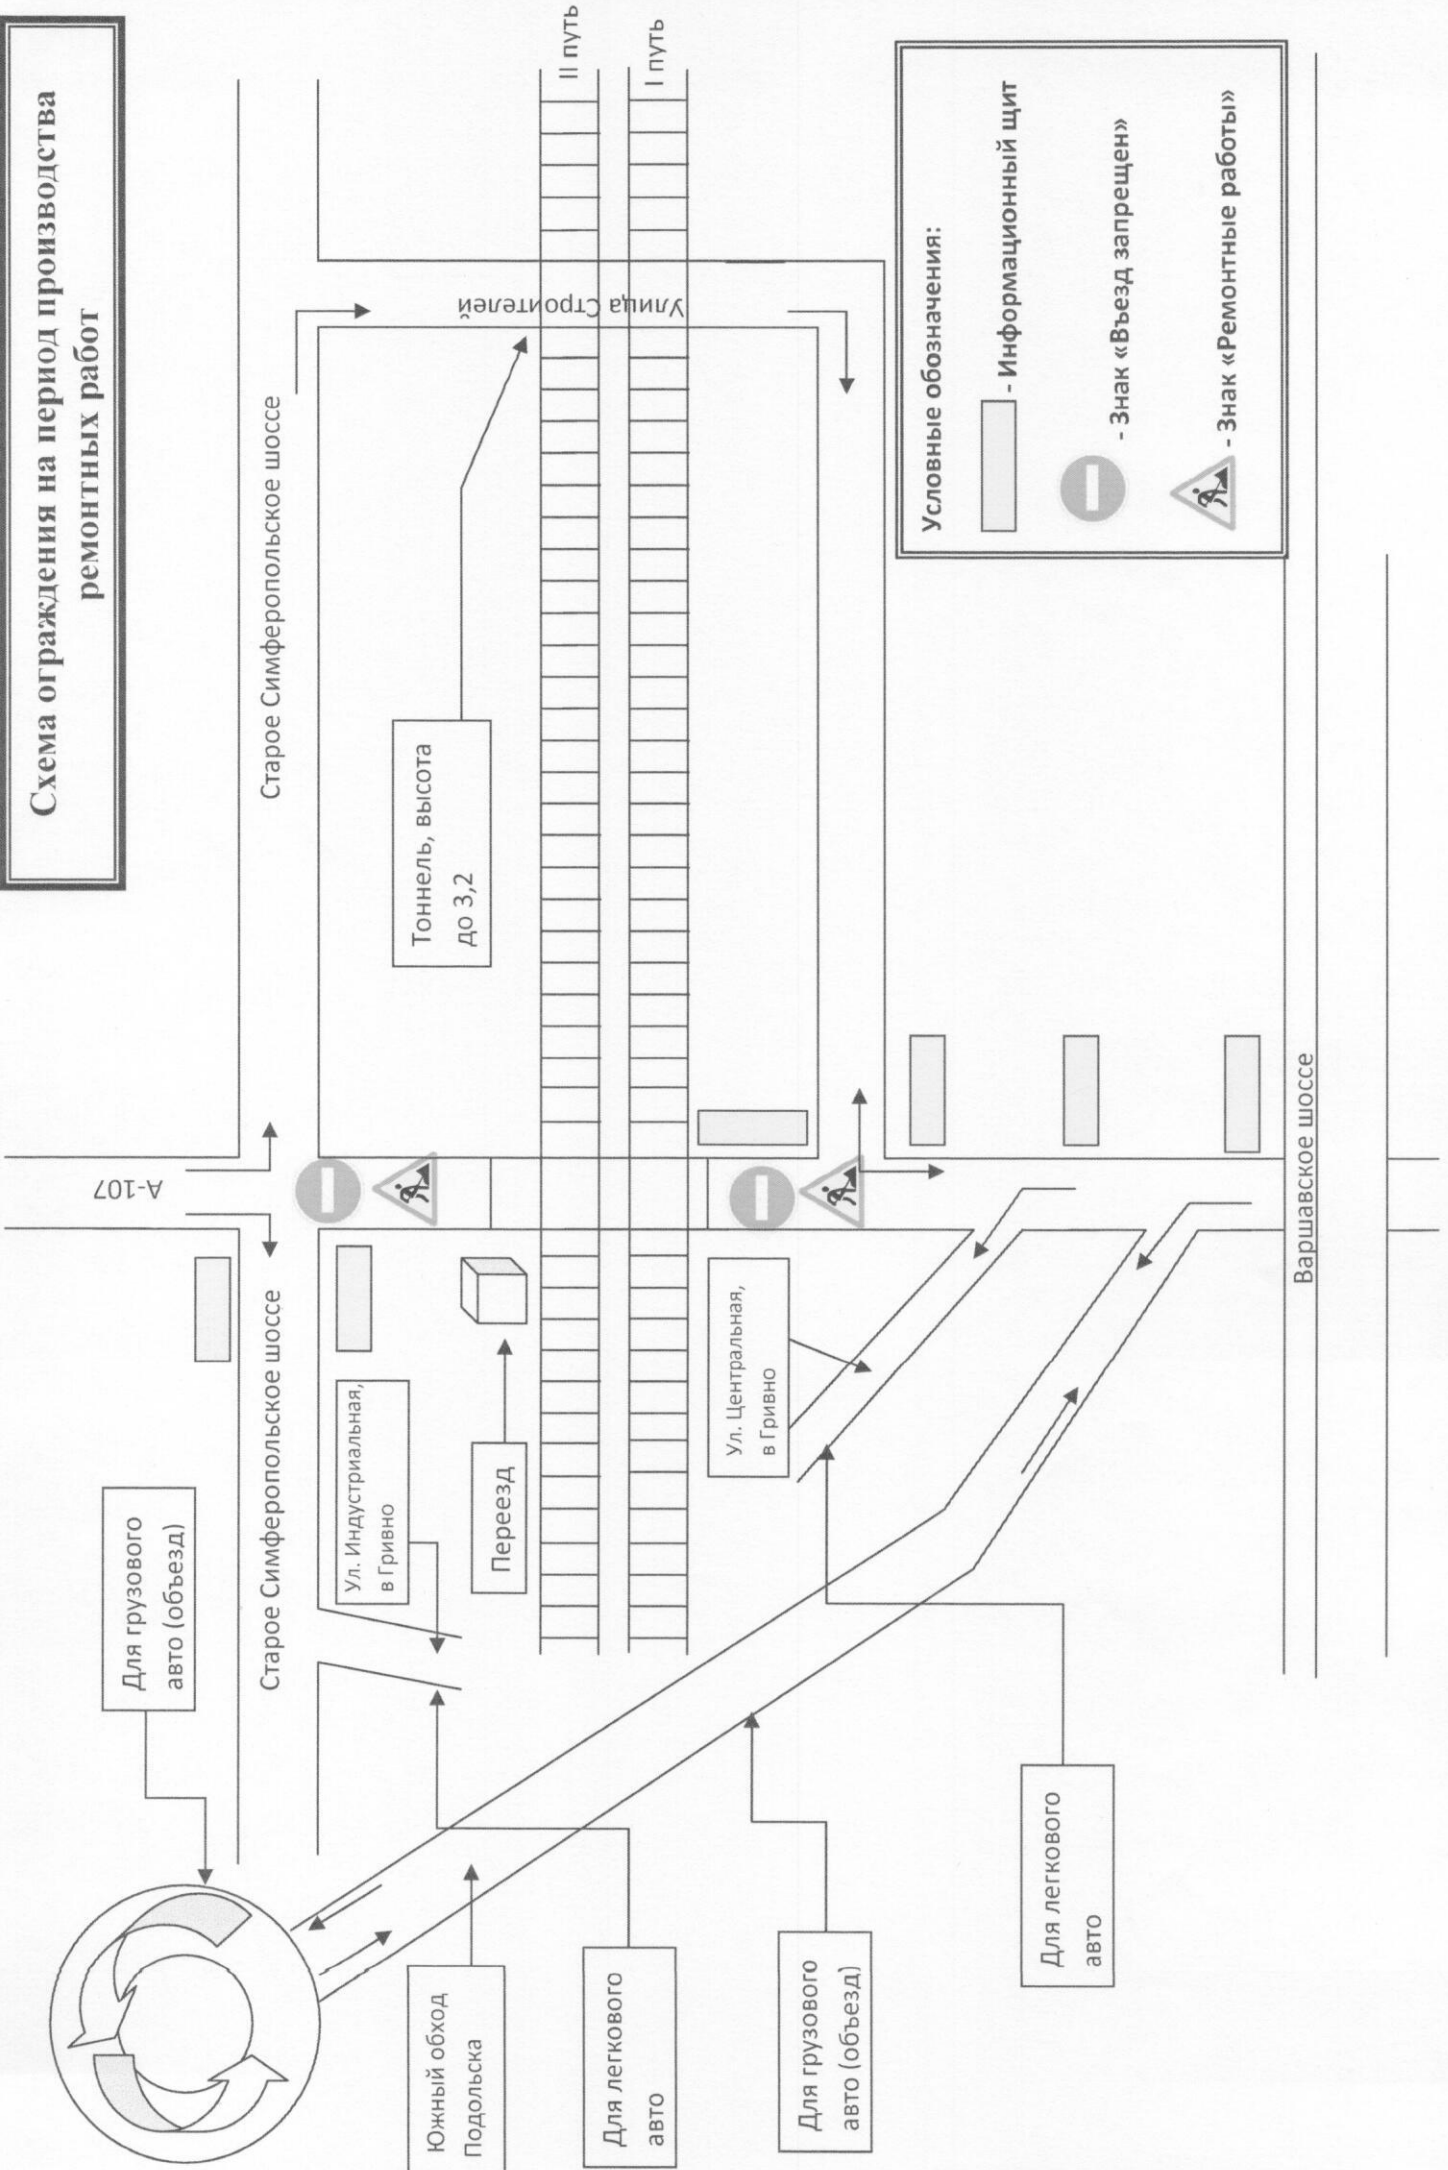 Схема ограждения на период производства
ремонтных работ
А-107
Старое Симферопольское шоссе
Старое Симферопольское шоссе
Для грузового
авто (объезд)
Ул. Индустриальная,
в Гривно
Переезд
Тоннель, высота
до 3,2
Улица Строителей
II путь
I путь
Южный обход
Подольска
Для легкового
авто
Для грузового
авто (объезд)
Ул. Центральная,
в Гривно
Для легкового
авто
Варшавское шоссе
Условные обозначения:
- Информационный щит
- Знак «Въезд запрещен»
- Знак «Ремонтные работы»